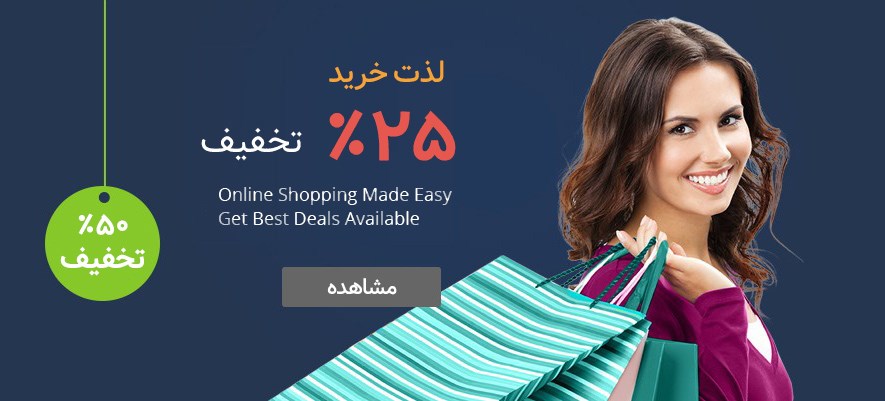 لذت خرید
٪۲۵ تخفیف
Online Shopping Made Easy
Get Best Deals Available
مشاهده
٪۵۰
تخفیف